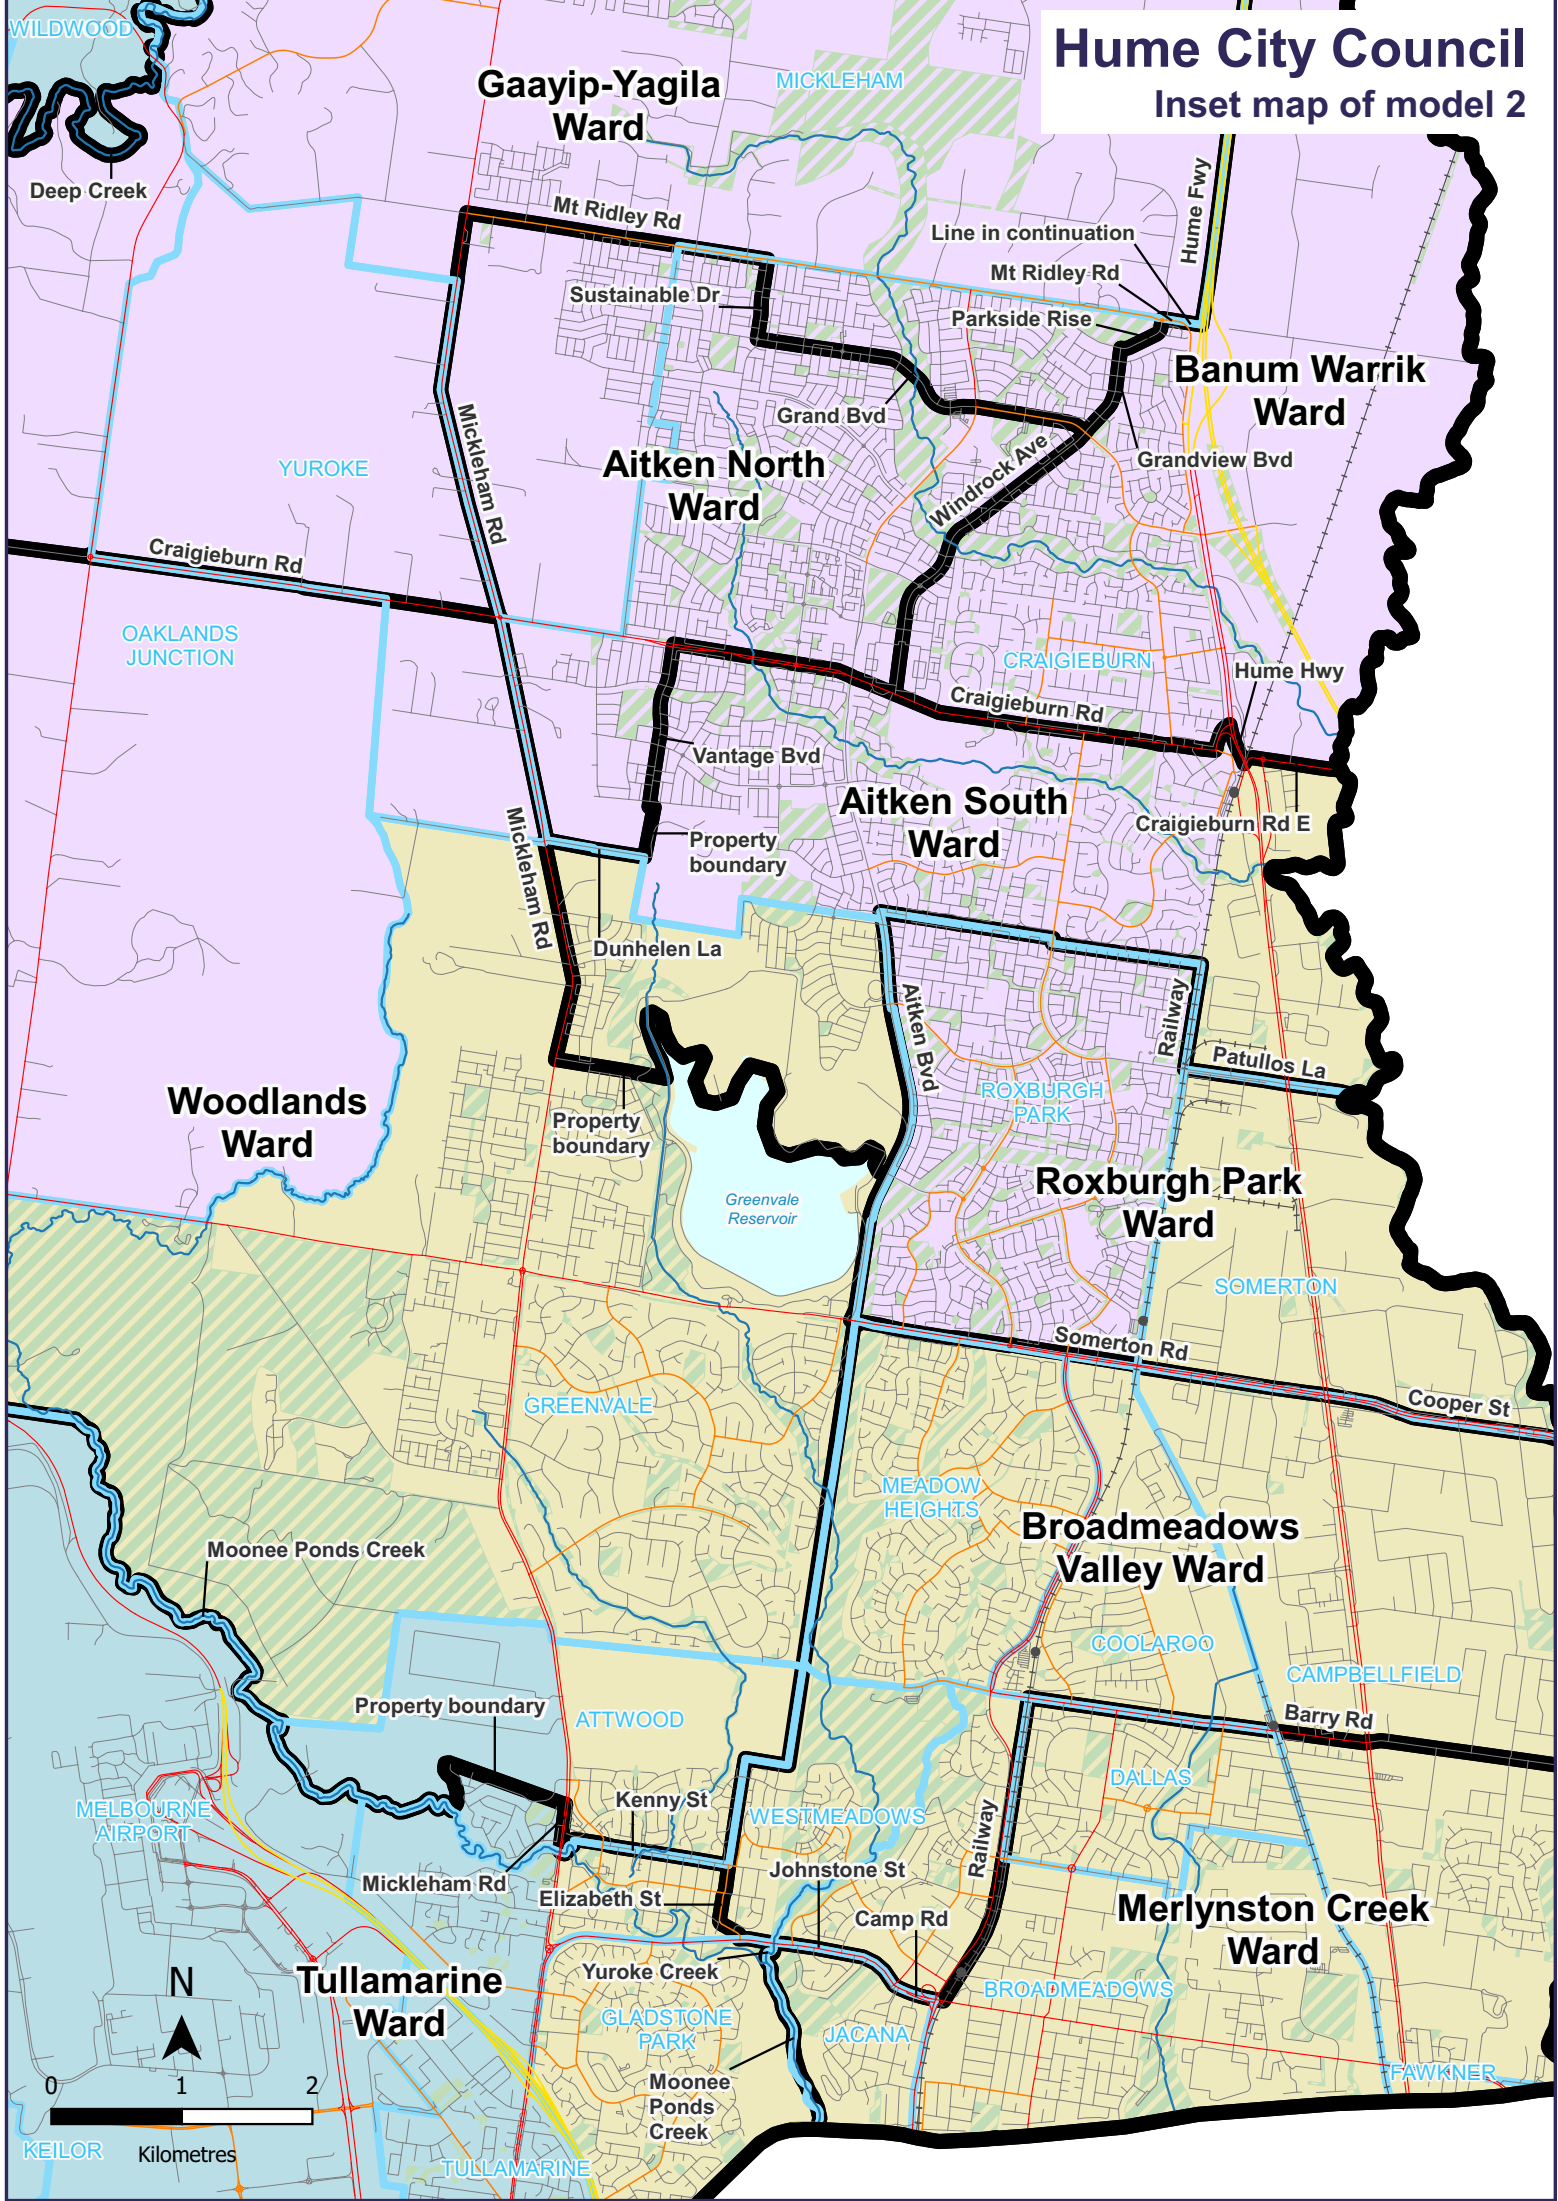 Hume City Council
Inset map of model 2
WILDWOOD
Gaayip-Yagila
Ward
MICKLEHAM
Deep Creek
Mt Ridley Rd
Hume Fwy
Line in continuation
Mt Ridley Rd
Sustainable Dr
Parkside Rise
Banum Warrik
Ward
Grand Bvd
Mickleham Rd
YUROKE
Aitken North
Ward
Windrock Ave
Grandview Bvd
Craigieburn Rd
OAKLANDS
JUNCTION
CRAIGIEBURN
Hume Hwy
Craigieburn Rd
Vantage Bvd
Aitken South
Ward
Mickleham Rd
Property
boundary
Craigieburn Rd E
Dunhelen La
Aitken Bvd
Railway
Patullos La
Woodlands
Ward
Property
boundary
ROXBURGH
PARK
Greenvale
Reservoir
Roxburgh Park
Ward
SOMERTON
Somerton Rd
GREENVALE
Cooper St
MEADOW
HEIGHTS
Broadmeadows
Valley Ward
Moonee Ponds Creek
COOLAROO
CAMPBELLFIELD
Property boundary
ATTWOOD
Barry Rd
DALLAS
MELBOURNE
AIRPORT
Kenny St
WESTMEADOWS
Railway
Mickleham Rd
Johnstone St
Elizabeth St
Camp Rd
Merlynston Creek
Ward
Yuroke Creek
N
Tullamarine
Ward
BROADMEADOWS
GLADSTONE
PARK
JACANA
Moonee
Ponds
Creek
FAWKNER
0 1 2
Kilometres
KEILOR
TULLAMARINE